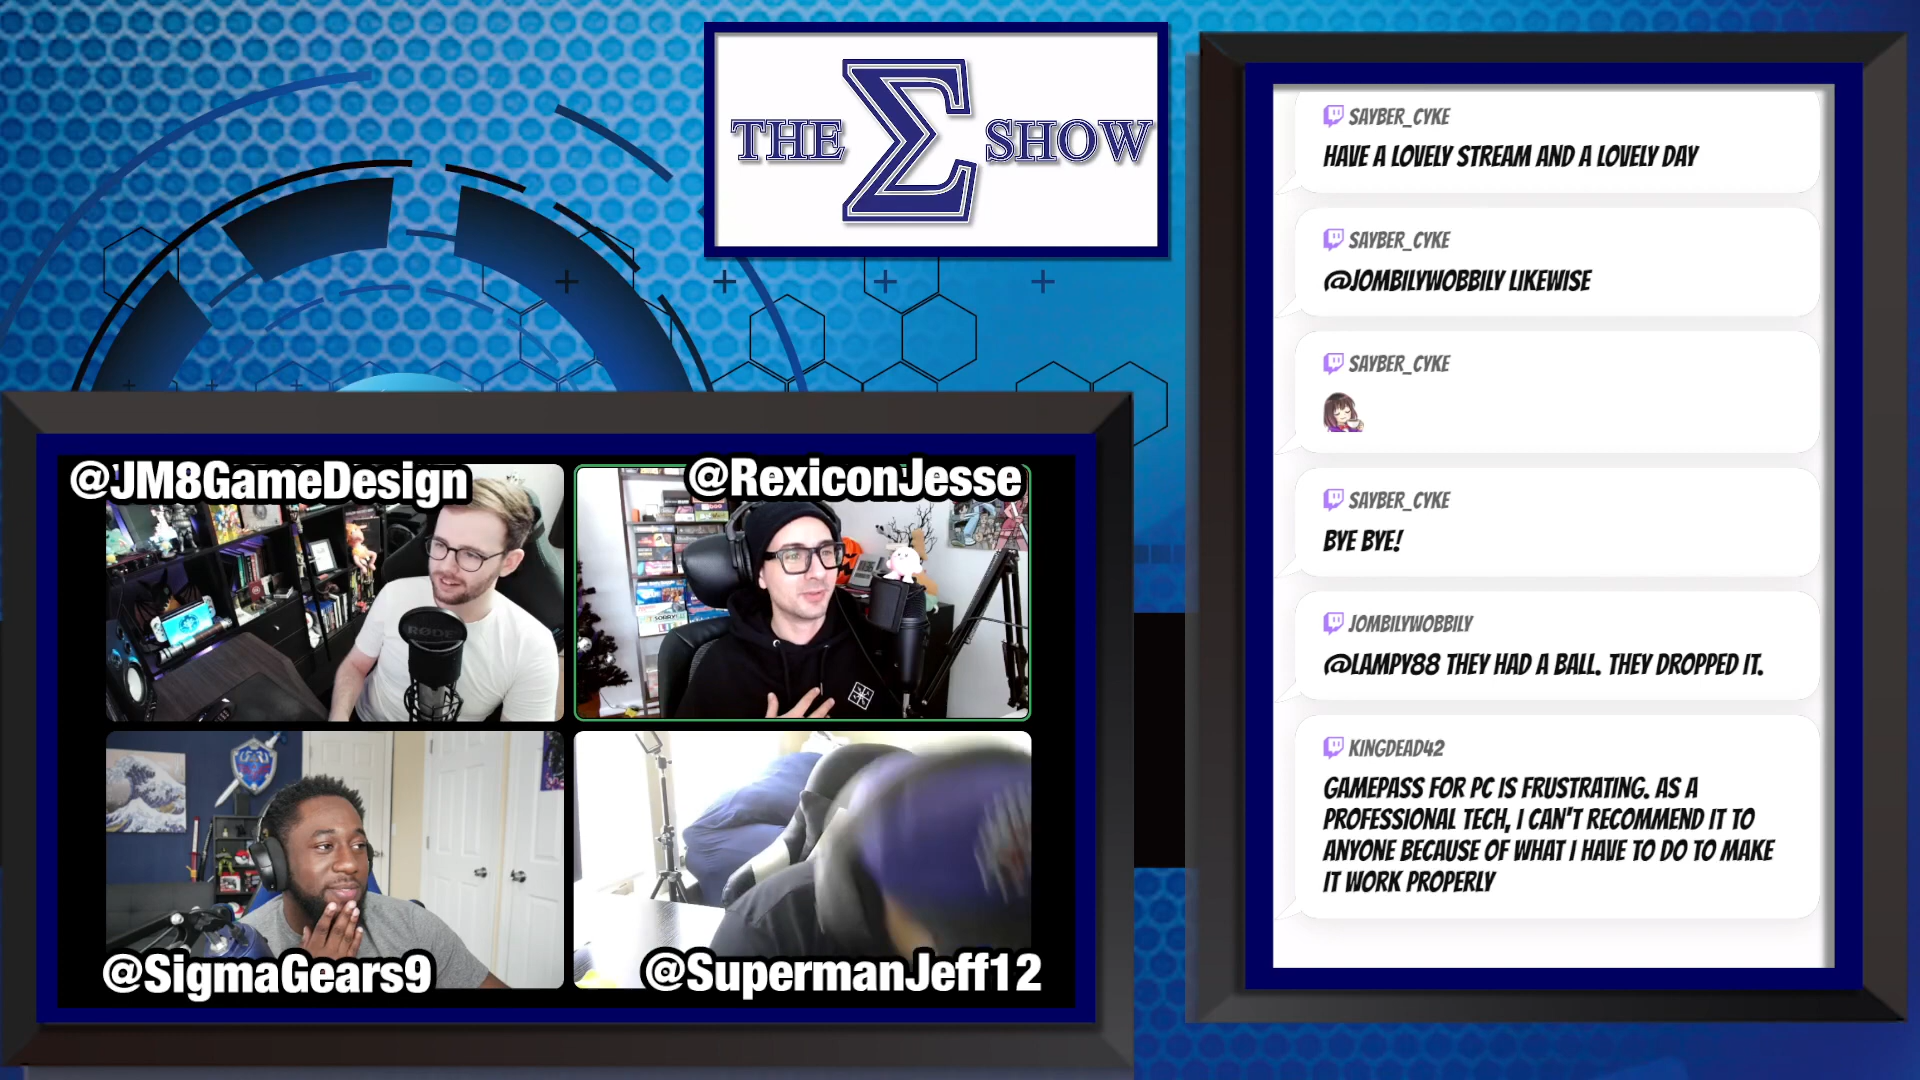 THE Σ SHOW
@JM8GameDesign
@RexiconJesse
RØDE
@SigmaGears9
@SupermanJeff12
SAYBER_CYKE
HAVE A LOVELY STREAM AND A LOVELY DAY
SAYBER_CYKE
@JOMBILYWOBBILY LIKEWISE
SAYBER_CYKE
SAYBER_CYKE
BYE BYE!
JOMBILYWOBBILY
@LAMPY88 THEY HAD A BALL. THEY DROPPED IT.
KINGDEAD42
GAMEPASS FOR PC IS FRUSTRATING. AS A
PROFESSIONAL TECH, I CAN'T RECOMMEND IT TO
ANYONE BECAUSE OF WHAT I HAVE TO DO TO MAKE
IT WORK PROPERLY